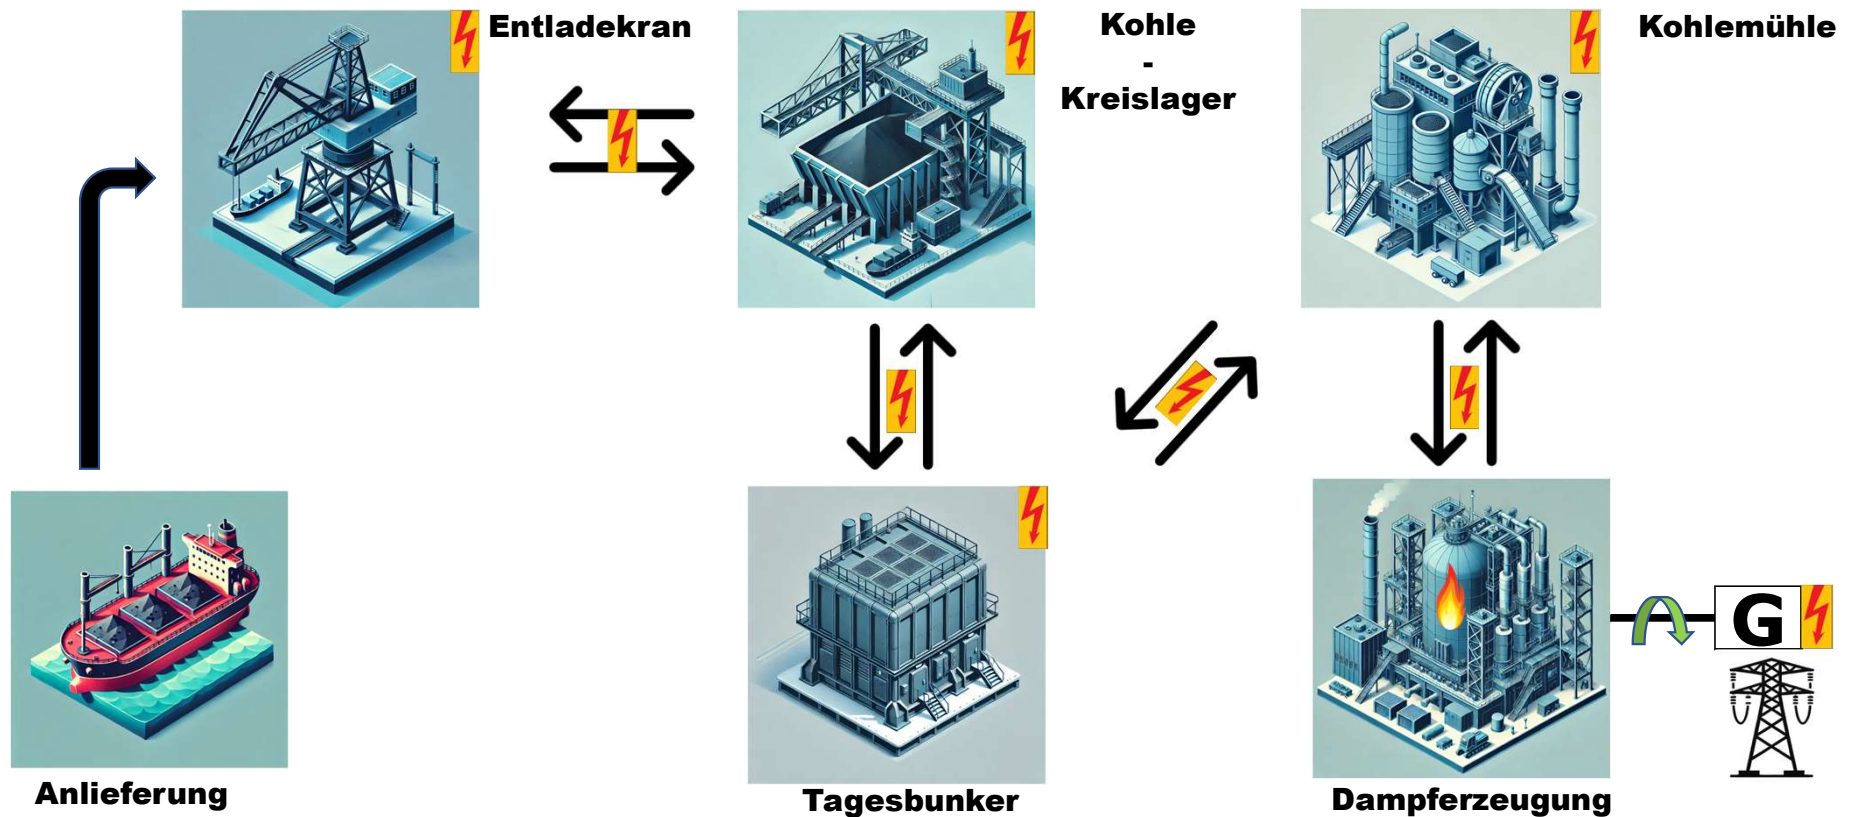 Entladekran
Kohle
-
Kreislager
Kohlemühle
G
Anlieferung
Tagesbunker
Dampferzeugung